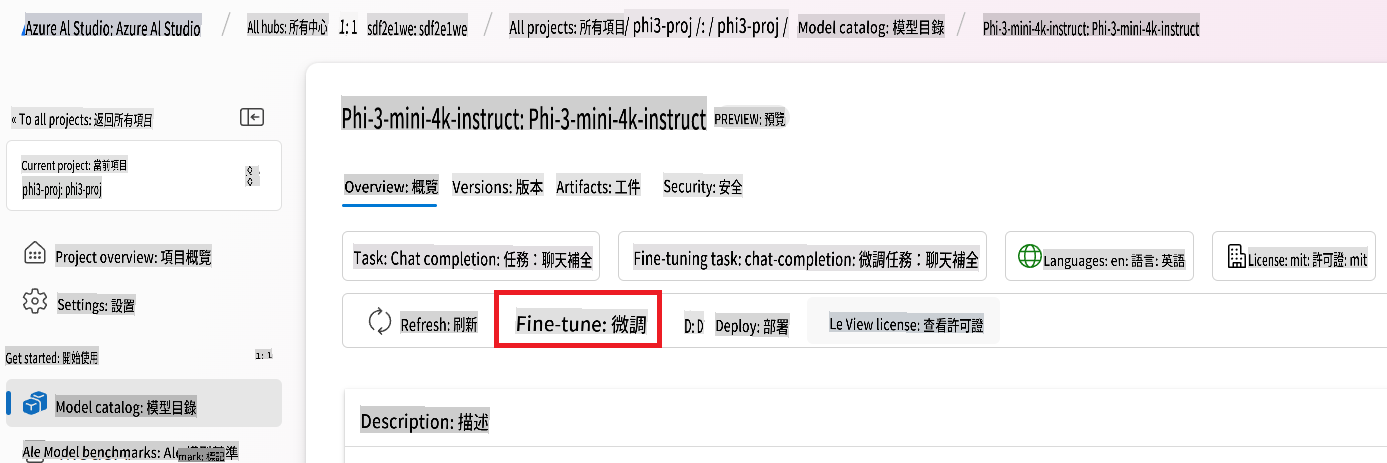 Azure Al Studio: Azure Al Studio / All hubs: 所有中心 1: 1 sdf2e1we: sdf2e1we / All projects: 所有項目/ phi3-proj /: / phi3-proj / Model catalog: 模型目錄 / Phi-3-mini-4k-instruct: Phi-3-mini-4k-instruct
« To all projects: 返回所有項目
Current project: 當前項目
phi3-proj: phi3-proj
Project overview: 項目概覽
Settings: 設置
Get started: 開始使用 1: 1
Model catalog: 模型目錄
Ale Model benchmarks: Ale
mark: 標記
準
Phi-3-mini-4k-instruct: Phi-3-mini-4k-instruct PREVIEW: 預覽
Overview: 概覽 Versions: 版本 Artifacts: 工件 Security: 安全
Task: Chat completion: 任務：聊天補全 Fine-tuning task: chat-completion: 微調任務：聊天補全 Languages: en: 語言: 英語 License: mit: 許可證: mit
Refresh: 刷新 Fine-tune: 微調 D: D Deploy: 部署 Le View license: 查看許可證
Description: 描述